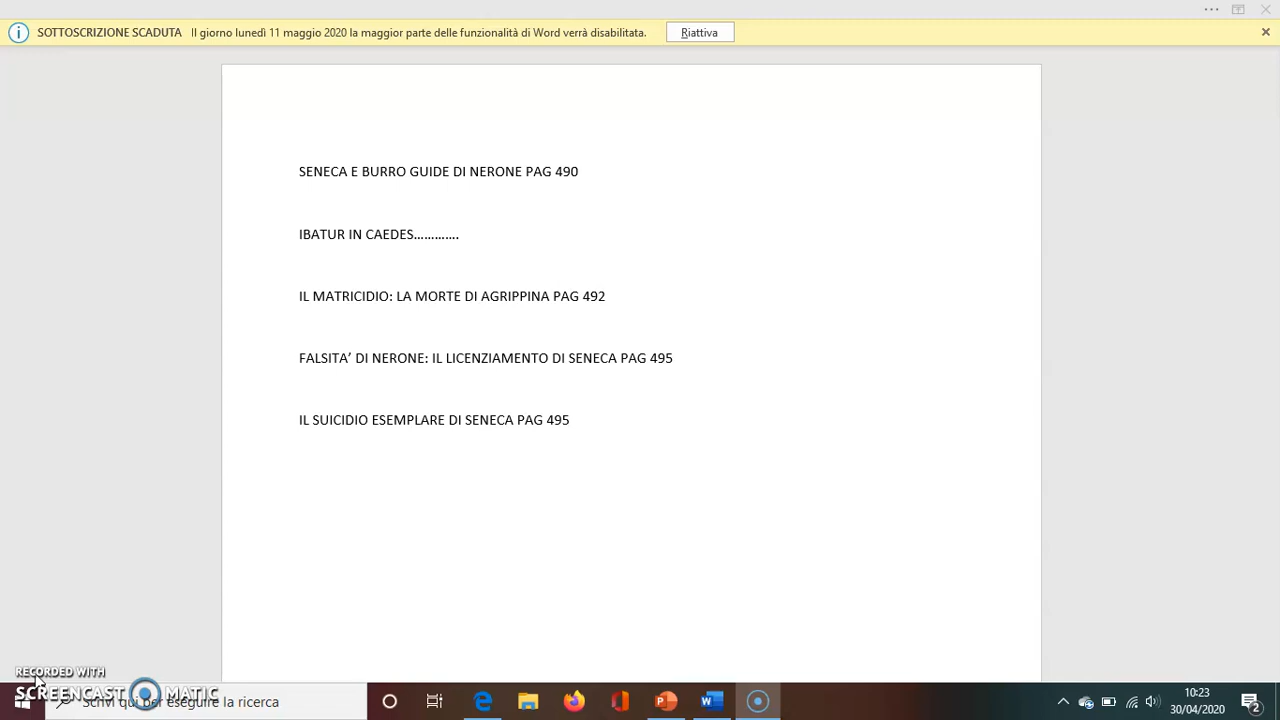 SOTTOSCRIZIONE SCADUTA Il giorno lunedì 11 maggio 2020 la maggior parte delle funzionalità di Word verrà disabilitata. Riattiva
SENECA E BURRO GUIDE DI NERONE PAG 490
IBATUR IN CAEDES………….
IL MATRICIDIO: LA MORTE DI AGRIPPINA PAG 492
FALSITA’ DI NERONE: IL LICENZIAMENTO DI SENECA PAG 495
IL SUICIDIO ESEMPLARE DI SENECA PAG 495
RECORDED WITH
SCREENCAST MATIC
Scrivi qui per eseguire la ricerca
10:23
30/04/2020
2